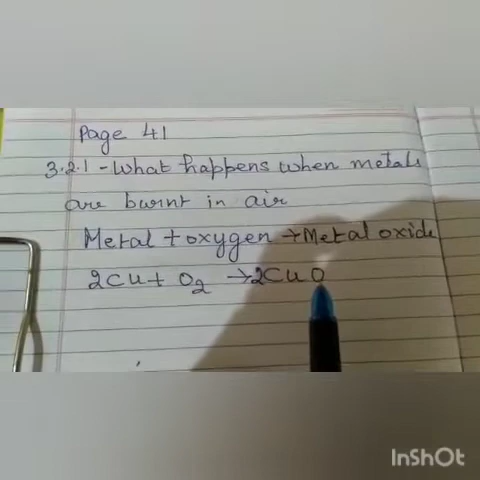 Page 41
3.2.1 - What happens when metals
are burnt in air
Metal + oxygen → Metal oxide
2Cu + O2 → 2CuO
InShOt